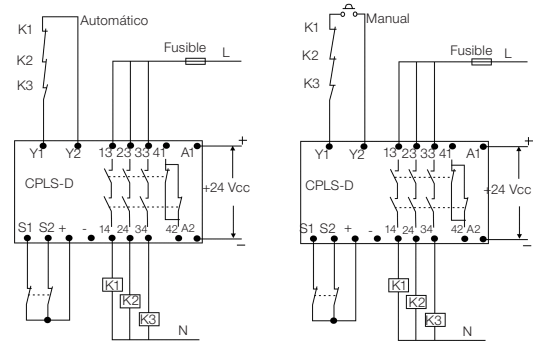 Automático
K1
K2
K3
Fusible L
Y1 Y2 13 23 33 41 A1
+
CPLS-D
+24 Vcc
S1 S2 + - 14 24 34 42 A2
−
K1
K2
K3
N
Manual
K1
K2
K3
Fusible L
Y1 Y2 13 23 33 41 A1
+
CPLS-D
+24 Vcc
S1 S2 + - 14 24 34 42 A2
−
K1
K2
K3
N